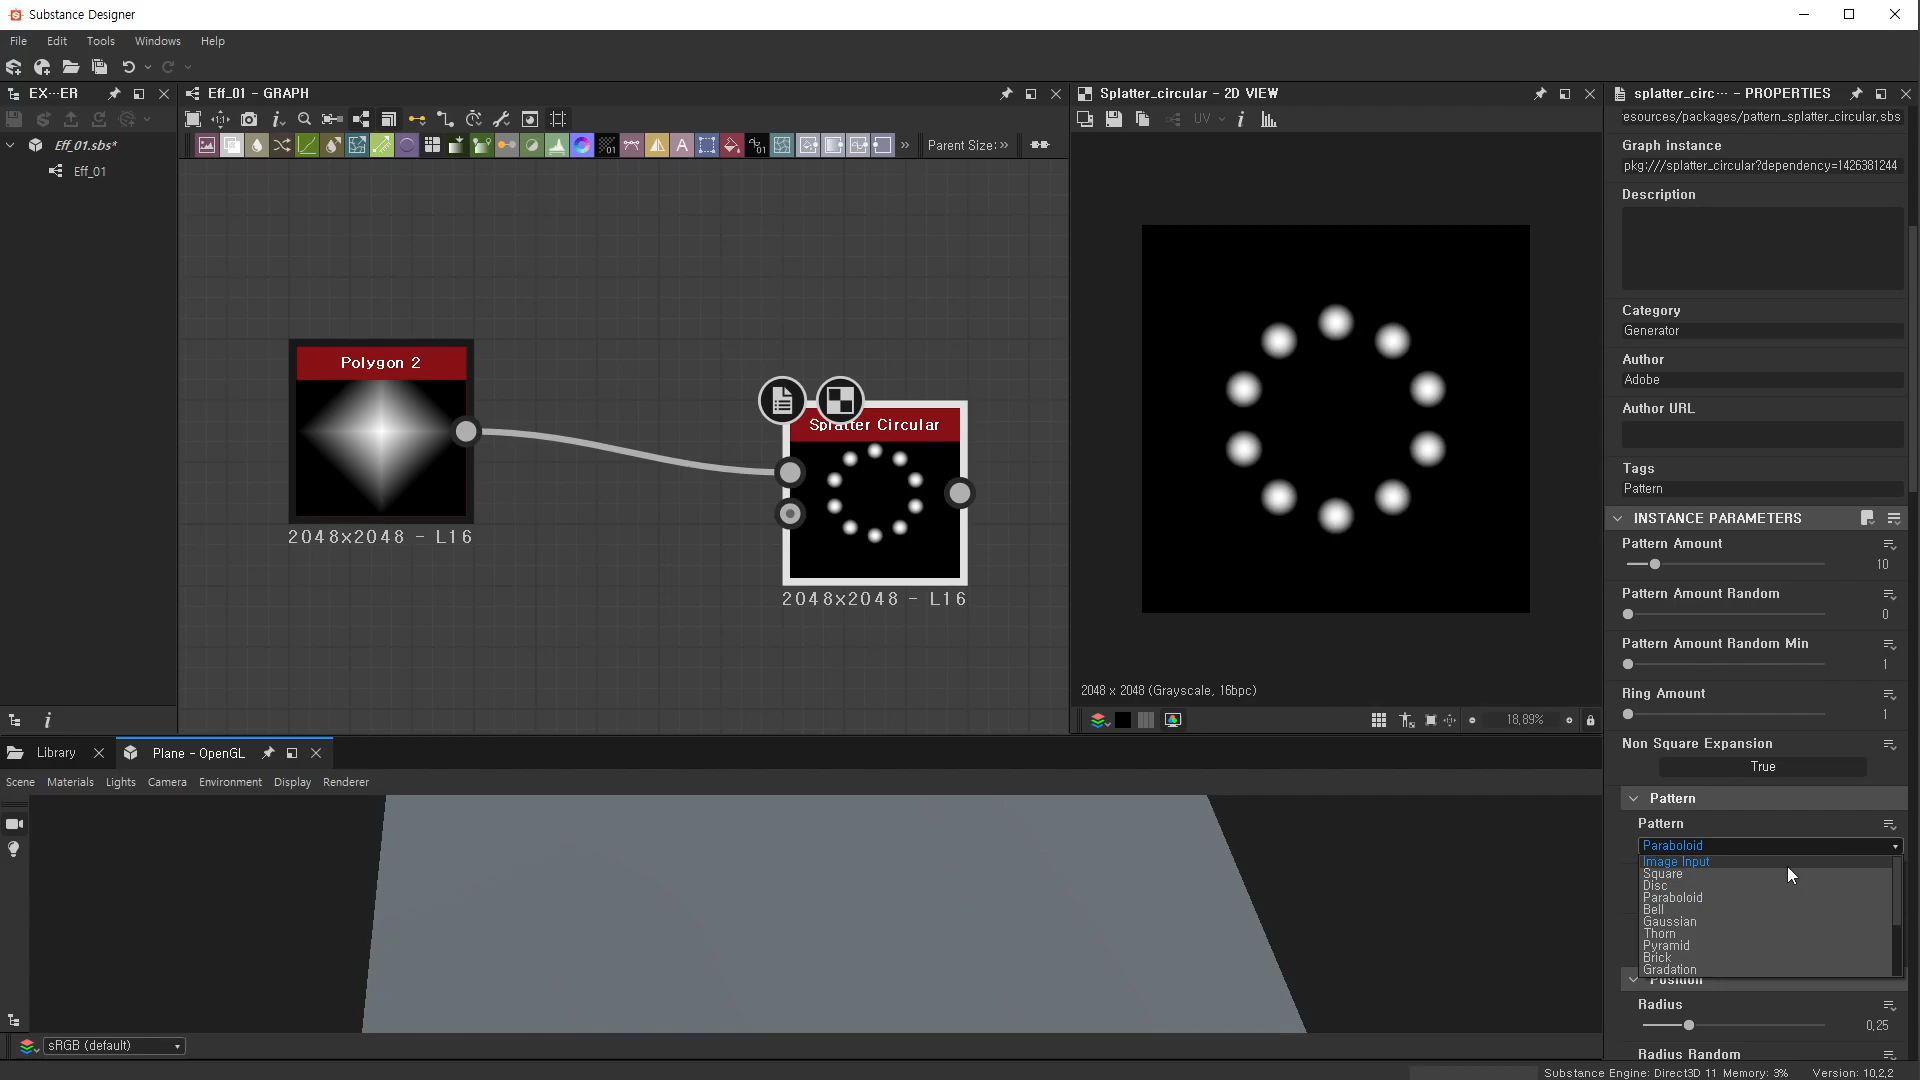 Substance Designer
File Edit Tools Windows Help
EX···ER
Eff_01 - GRAPH
Splatter_circular - 2D VIEW
splatter_circ··· - PROPERTIES
UV
Eff_01.sbs*
Eff_01
Parent Size:
01
01
esources/packages/pattern_splatter_circular.sbs
Graph instance
pkg:///splatter_circular?dependency=1426381244
Description
Category
Generator
Author
Adobe
Author URL
Tags
Pattern
Polygon 2
2048x2048 - L16
Splatter Circular
2048x2048 - L16
2048 x 2048 (Grayscale, 16bpc)
18,89%
INSTANCE PARAMETERS
Pattern Amount
10
Pattern Amount Random
0
Pattern Amount Random Min
1
Ring Amount
1
Non Square Expansion
True
Pattern
Pattern
Paraboloid
Image Input
Square
Disc
Paraboloid
Bell
Gaussian
Thorn
Pyramid
Brick
Gradation
Position
Radius
0,25
Radius Random
Library
Plane - OpenGL
Scene Materials Lights Camera Environment Display Renderer
sRGB (default)
Substance Engine: Direct3D 11 Memory: 3% Version: 10,2,2